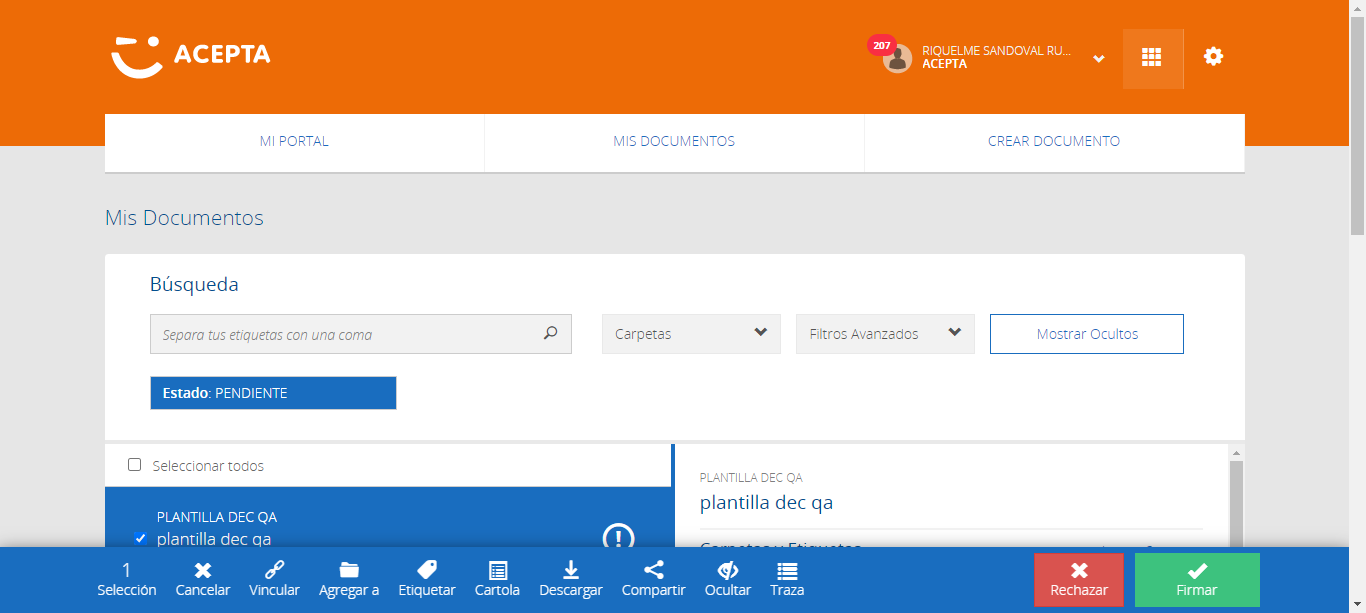 ACEPTA
207
RIQUELME SANDOVAL RU...
ACEPTA
MI PORTAL
MIS DOCUMENTOS
CREAR DOCUMENTO
Mis Documentos
Búsqueda
Separa tus etiquetas con una coma
Carpetas
Filtros Avanzados
Mostrar Ocultos
Estado: PENDIENTE
Seleccionar todos
PLANTILLA DEC QA
plantilla dec qa
PLANTILLA DEC QA
plantilla dec qa
Carpetas y Etiquetas
1
Selección
Cancelar
Vincular
Agregar a
Etiquetar
Cartola
Descargar
Compartir
Ocultar
Traza
Rechazar
Firmar